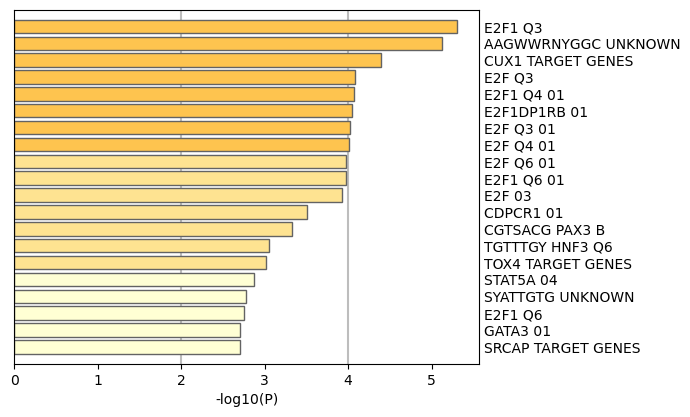 E2F1 Q3
AAGWWRNYGGC UNKNOWN
CUX1 TARGET GENES
E2F Q3
E2F1 Q4 01
E2F1DP1RB 01
E2F Q3 01
E2F Q4 01
E2F Q6 01
E2F1 Q6 01
E2F 03
CDPCR1 01
CGTSACG PAX3 B
TGTTTGY HNF3 Q6
TOX4 TARGET GENES
STAT5A 04
SYATTGTG UNKNOWN
E2F1 Q6
GATA3 01
SRCAP TARGET GENES
0 1 2 3 4 5
-log10(P)